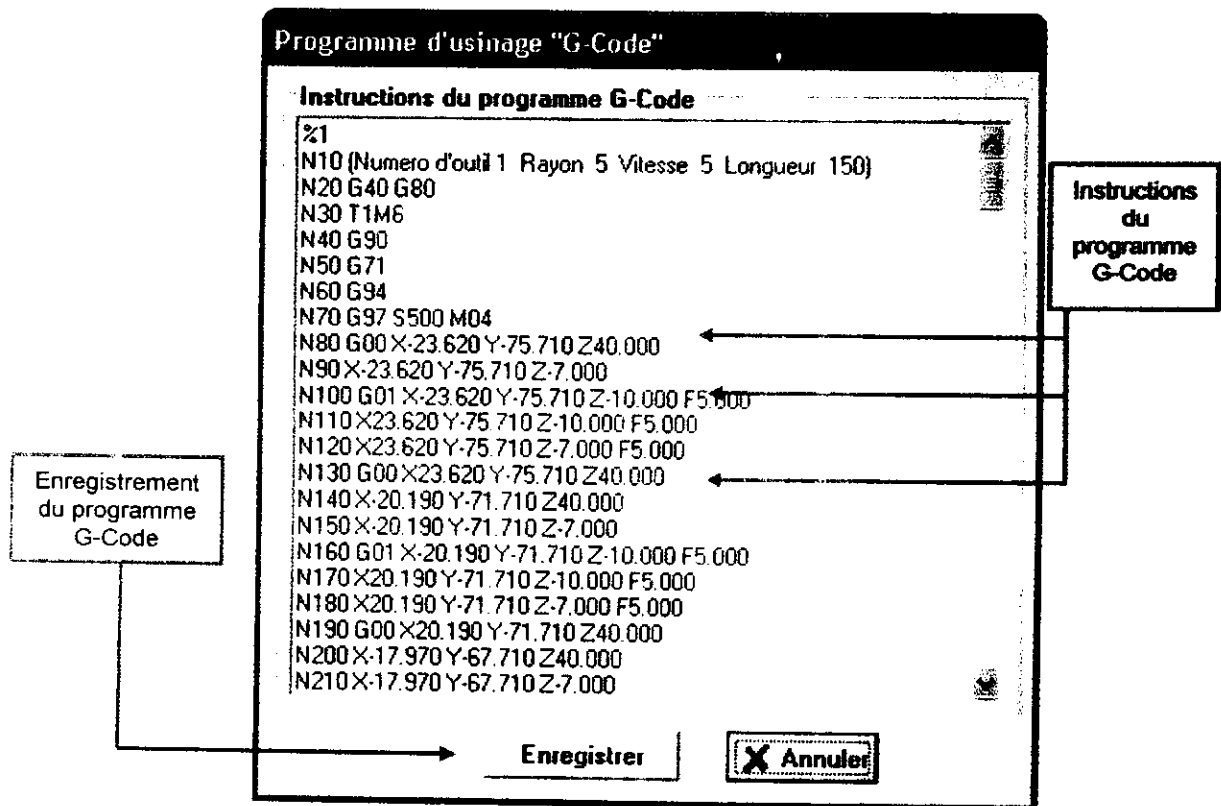 Programme d'usinage "G-Code"
Instructions du programme G-Code
%1
N10 (Numero d'outil 1 Rayon 5 Vitesse 5 Longueur 150)
N20 G40 G80
N30 T1M6
N40 G90
N50 G71
N60 G94
N70 G97 S500 M04
N80 G00 X-23.620 Y-75.710 Z40.000
N90 X-23.620 Y-75.710 Z-7.000
N100 G01 X-23.620 Y-75.710 Z-10.000 F5.000
N110 X23.620 Y-75.710 Z-10.000 F5.000
N120 X23.620 Y-75.710 Z-7.000 F5.000
N130 G00 X23.620 Y-75.710 Z40.000
N140 X-20.190 Y-71.710 Z40.000
N150 X-20.190 Y-71.710 Z-7.000
N160 G01 X-20.190 Y-71.710 Z-10.000 F5.000
N170 X20.190 Y-71.710 Z-10.000 F5.000
N180 X20.190 Y-71.710 Z-7.000 F5.000
N190 G00 X20.190 Y-71.710 Z40.000
N200 X-17.970 Y-67.710 Z40.000
N210 X-17.970 Y-67.710 Z-7.000
Enregistrer
Annuler
Instructions
du
programme
G-Code
Enregistrement
du programme
G-Code